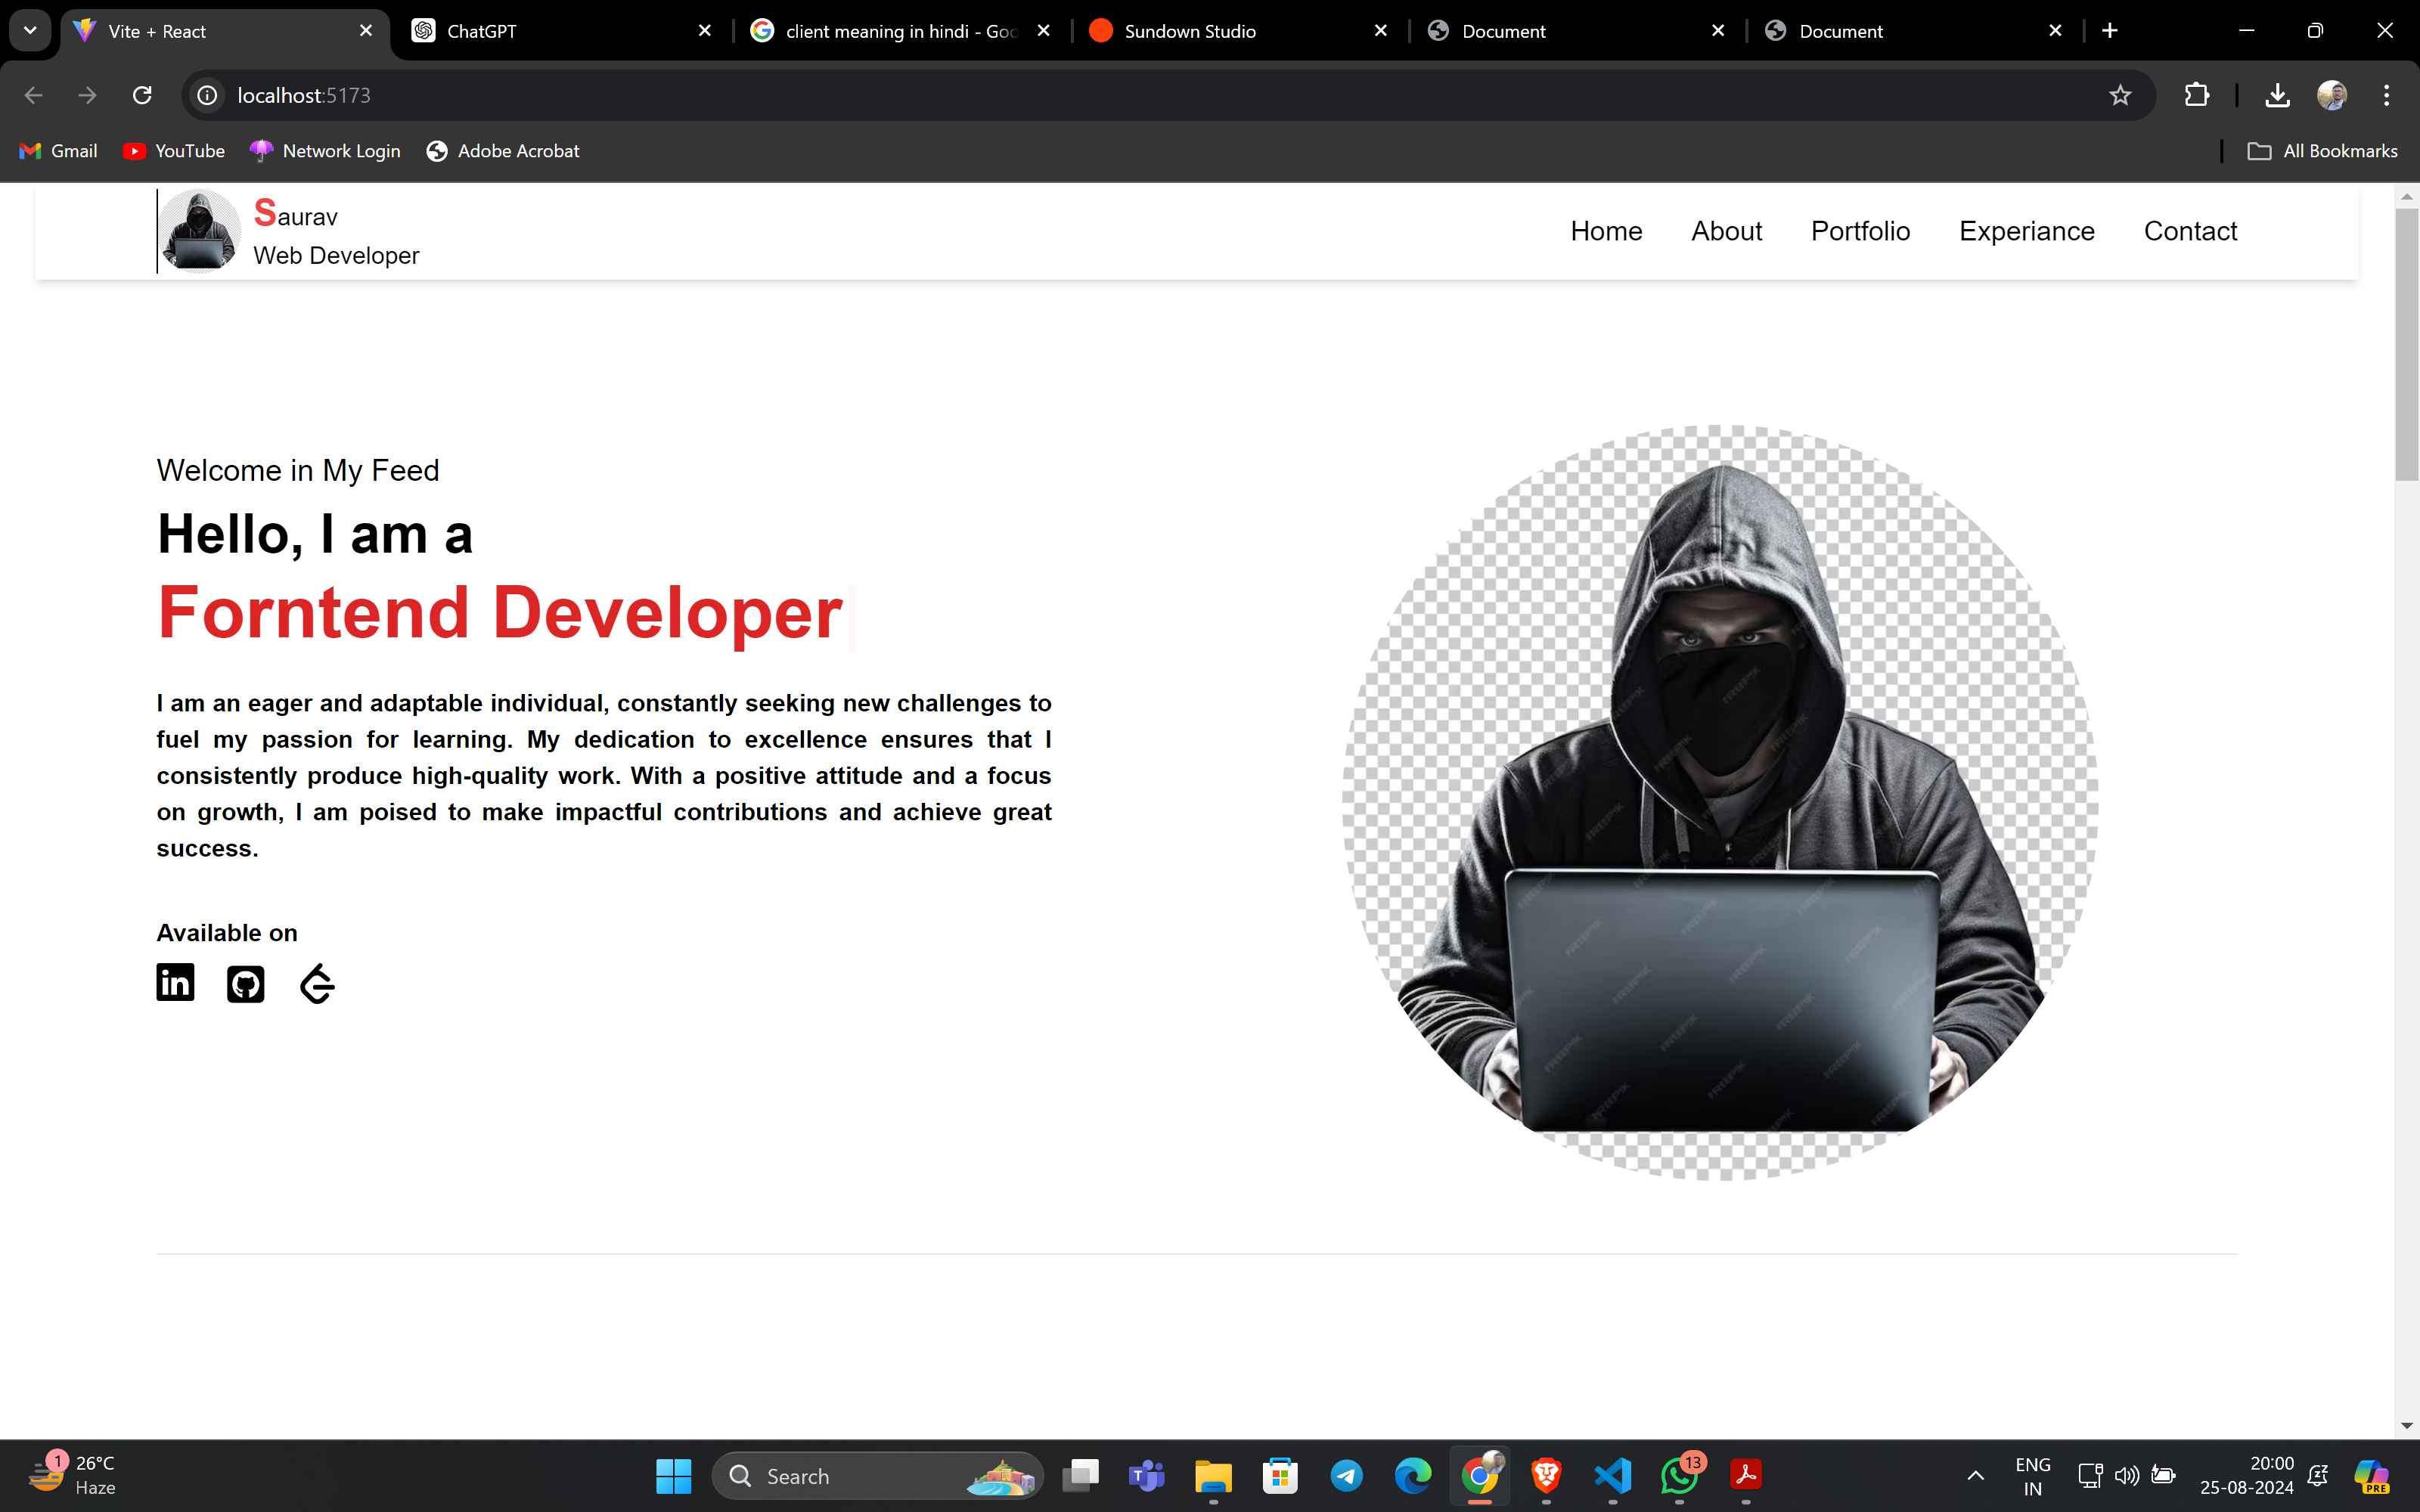 Vite + React
ChatGPT
client meaning in hindi - Goo
Sundown Studio
Document
Document
localhost:5173
Gmail
YouTube
Network Login
Adobe Acrobat
All Bookmarks
Saurav
Web Developer
Home
About
Portfolio
Experiance
Contact
Welcome in My Feed
Hello, I am a
Forntend Developer
I am an eager and adaptable individual, constantly seeking new challenges to
fuel my passion for learning. My dedication to excellence ensures that I
consistently produce high-quality work. With a positive attitude and a focus
on growth, I am poised to make impactful contributions and achieve great
success.
Available on
in
FREEPIK
1
26°C
Haze
Search
T
13
ENG
IN
20:00
25-08-2024
PRE